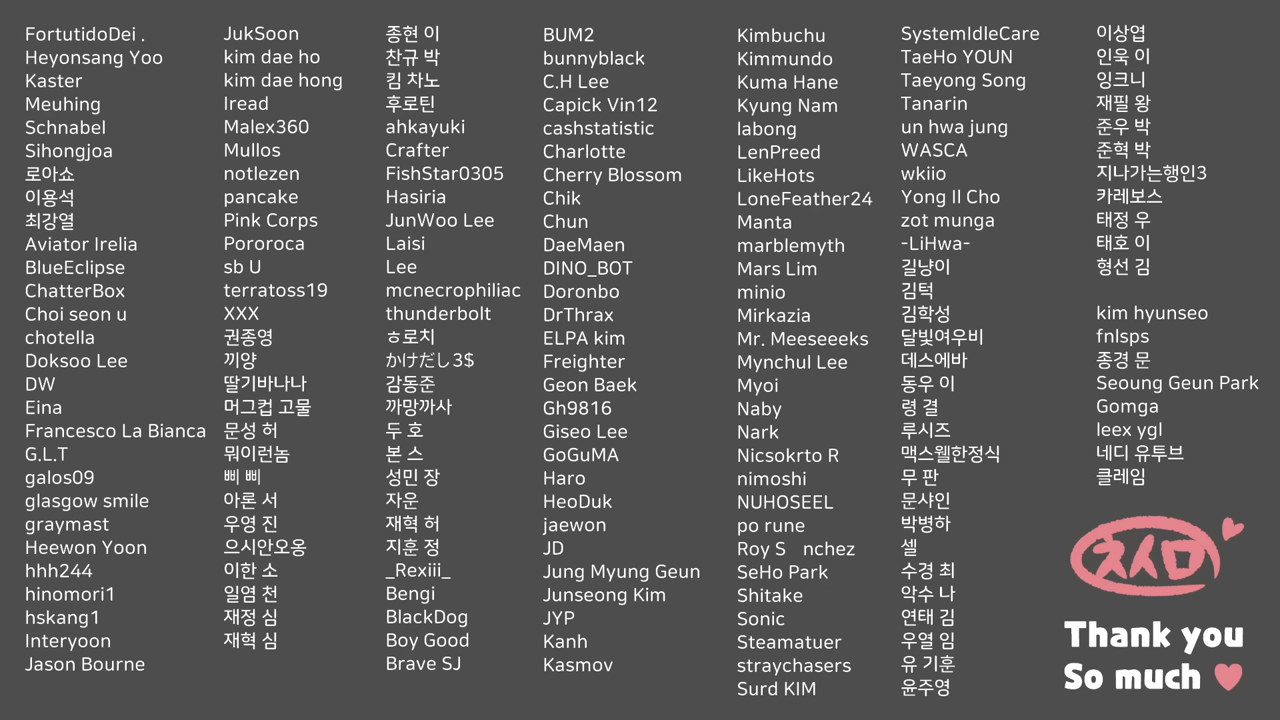 FortutidoDei .
Heyonsang Yoo
Kaster
Meuhing
Schnabel
Sihongjoa
로아쇼
이용석
최강열
Aviator Irelia
BlueEclipse
ChatterBox
Choi seon u
chotella
Doksoo Lee
DW
Eina
Francesco La Bianca
G.L.T
galos09
glasgow smile
graymast
Heewon Yoon
hhh244
hinomori1
hskang1
Interyoon
Jason Bourne
JukSoon
kim dae ho
kim dae hong
lread
Malex360
Mullos
notlezen
pancake
Pink Corps
Pororoca
sb U
terratoss19
XXX
권종영
끼양
딸기바나나
머그컵 고물
문성 허
뭐이런놈
삐 삐
아론 서
우영 진
으시안오옹
이한 소
일염 천
재정 심
재혁 심
종현 이
찬규 박
킴 차노
후로틴
ahkayuki
Crafter
FishStar0305
Hasiria
JunWoo Lee
Laisi
Lee
mcnecrophiliac
thunderbolt
ㅎ로치
かけだし3$
감동준
까망까사
두 호
본 스
성민 장
자운
재혁 허
지훈 정
_Rexiii_
Bengi
BlackDog
Boy Good
Brave SJ
BUM2
bunnyblack
C.H Lee
Capick Vin12
cashstatistic
Charlotte
Cherry Blossom
Chik
Chun
DaeMaen
DINO_BOT
Doronbo
DrThrax
ELPA kim
Freighter
Geon Baek
Gh9816
Giseo Lee
GoGuMA
Haro
HeoDuk
jaewon
JD
Jung Myung Geun
Junseong Kim
JYP
Kanh
Kasmov
Kimbuchu
Kimmundo
Kuma Hane
Kyung Nam
labong
LenPreed
LikeHots
LoneFeather24
Manta
marblemyth
Mars Lim
minio
Mirkazia
Mr. Meeseeeks
Mynchul Lee
Myoi
Naby
Nark
Nicsokrto R
nimoshi
NUHOSEEL
po rune
Roy S nchez
SeHo Park
Shitake
Sonic
Steamatuer
straychasers
Surd KIM
SystemIdleCare
TaeHo YOUN
Taeyong Song
Tanarin
un hwa jung
WASCA
wkiio
Yong Il Cho
zot munga
-LiHwa-
길냥이
김턱
김학성
달빛여우비
데스에바
동우 이
령 결
루시즈
맥스웰한정식
무 판
문샤인
박병하
셀
수경 최
악수 나
연태 김
우열 임
유 기훈
윤주영
이상엽
인욱 이
잉크니
재필 왕
준우 박
준혁 박
지나가는행인3
카레보스
태정 우
태호 이
형선 김
kim hyunseo
fnlsps
종경 문
Seoung Geun Park
Gomga
leex ygl
네디 유투브
클레임
지식며
Thank you
So much